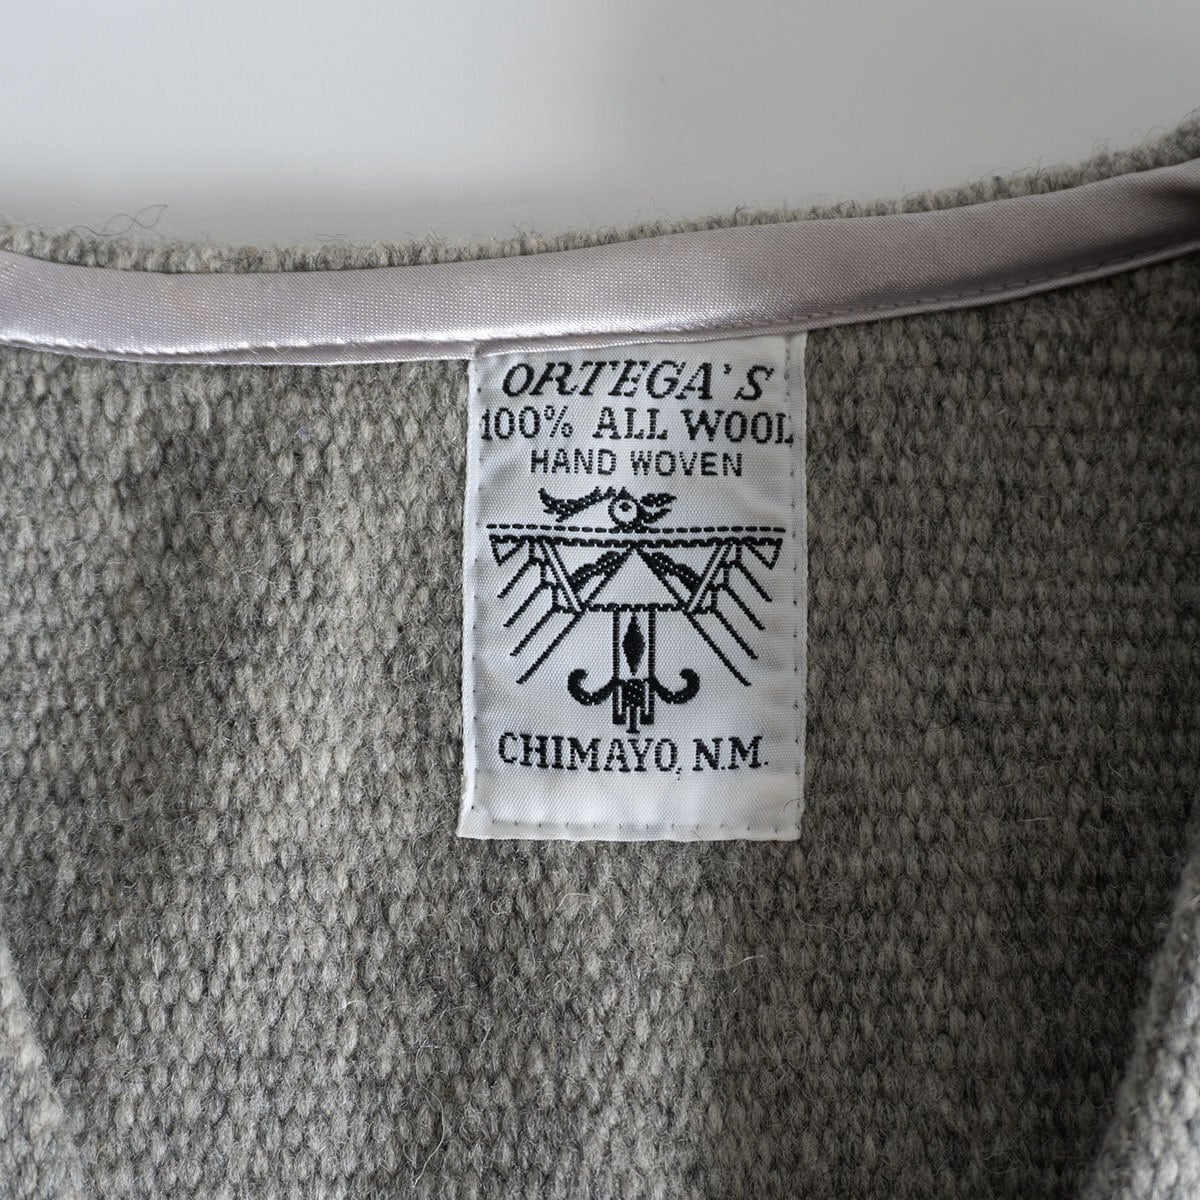 ORTEGA'S
100% ALL WOOL
HAND WOVEN
CHIMAYO, N.M.